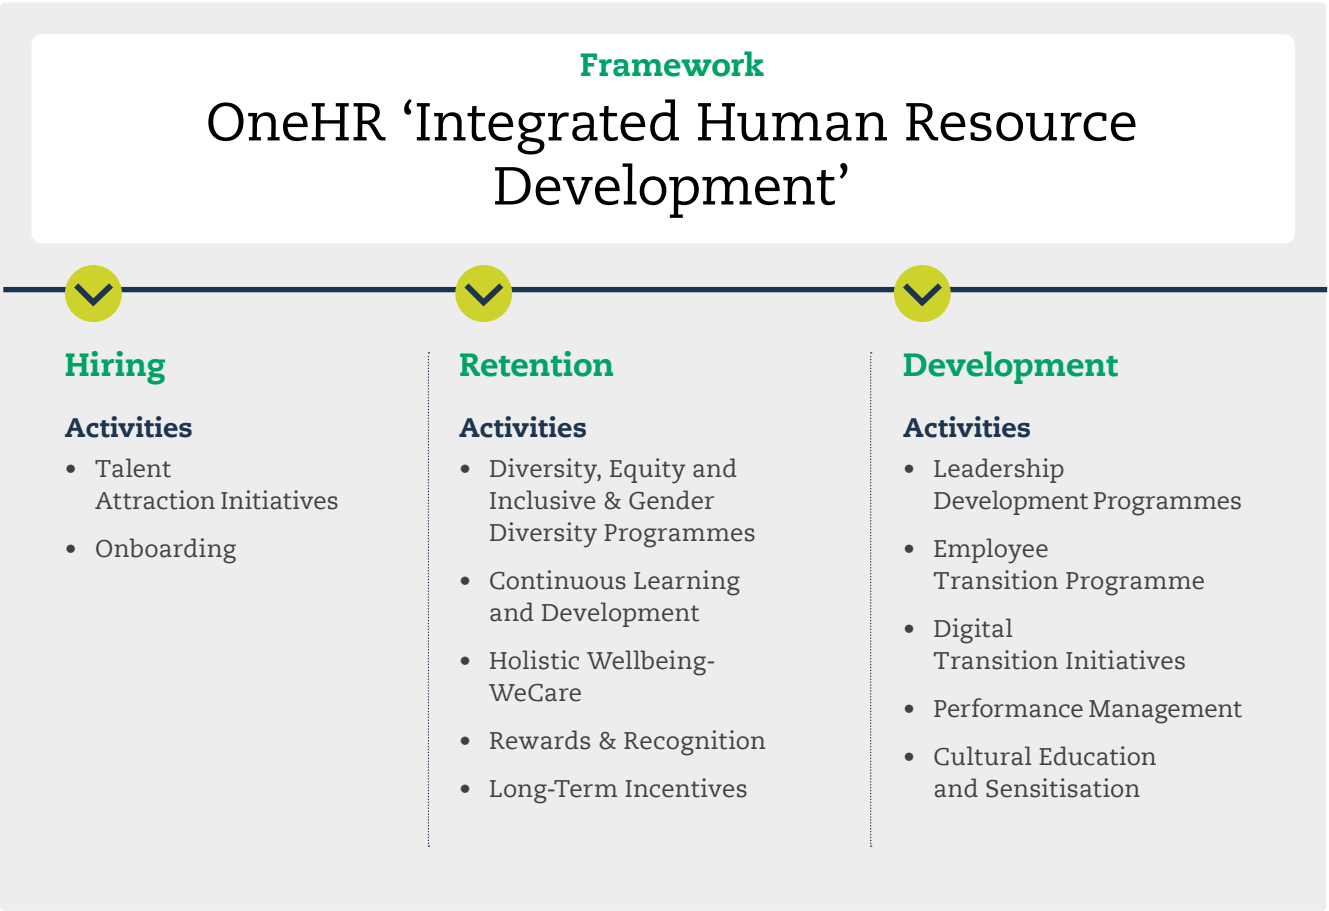 Framework
OneHR ‘Integrated Human Resource
Development’
Hiring
Activities
• Talent
Attraction Initiatives
• Onboarding
Retention
Activities
• Diversity, Equity and
Inclusive & Gender
Diversity Programmes
• Continuous Learning
and Development
• Holistic Wellbeing-
WeCare
• Rewards & Recognition
• Long-Term Incentives
Development
Activities
• Leadership
Development Programmes
• Employee
Transition Programme
• Digital
Transition Initiatives
• Performance Management
• Cultural Education
and Sensitisation